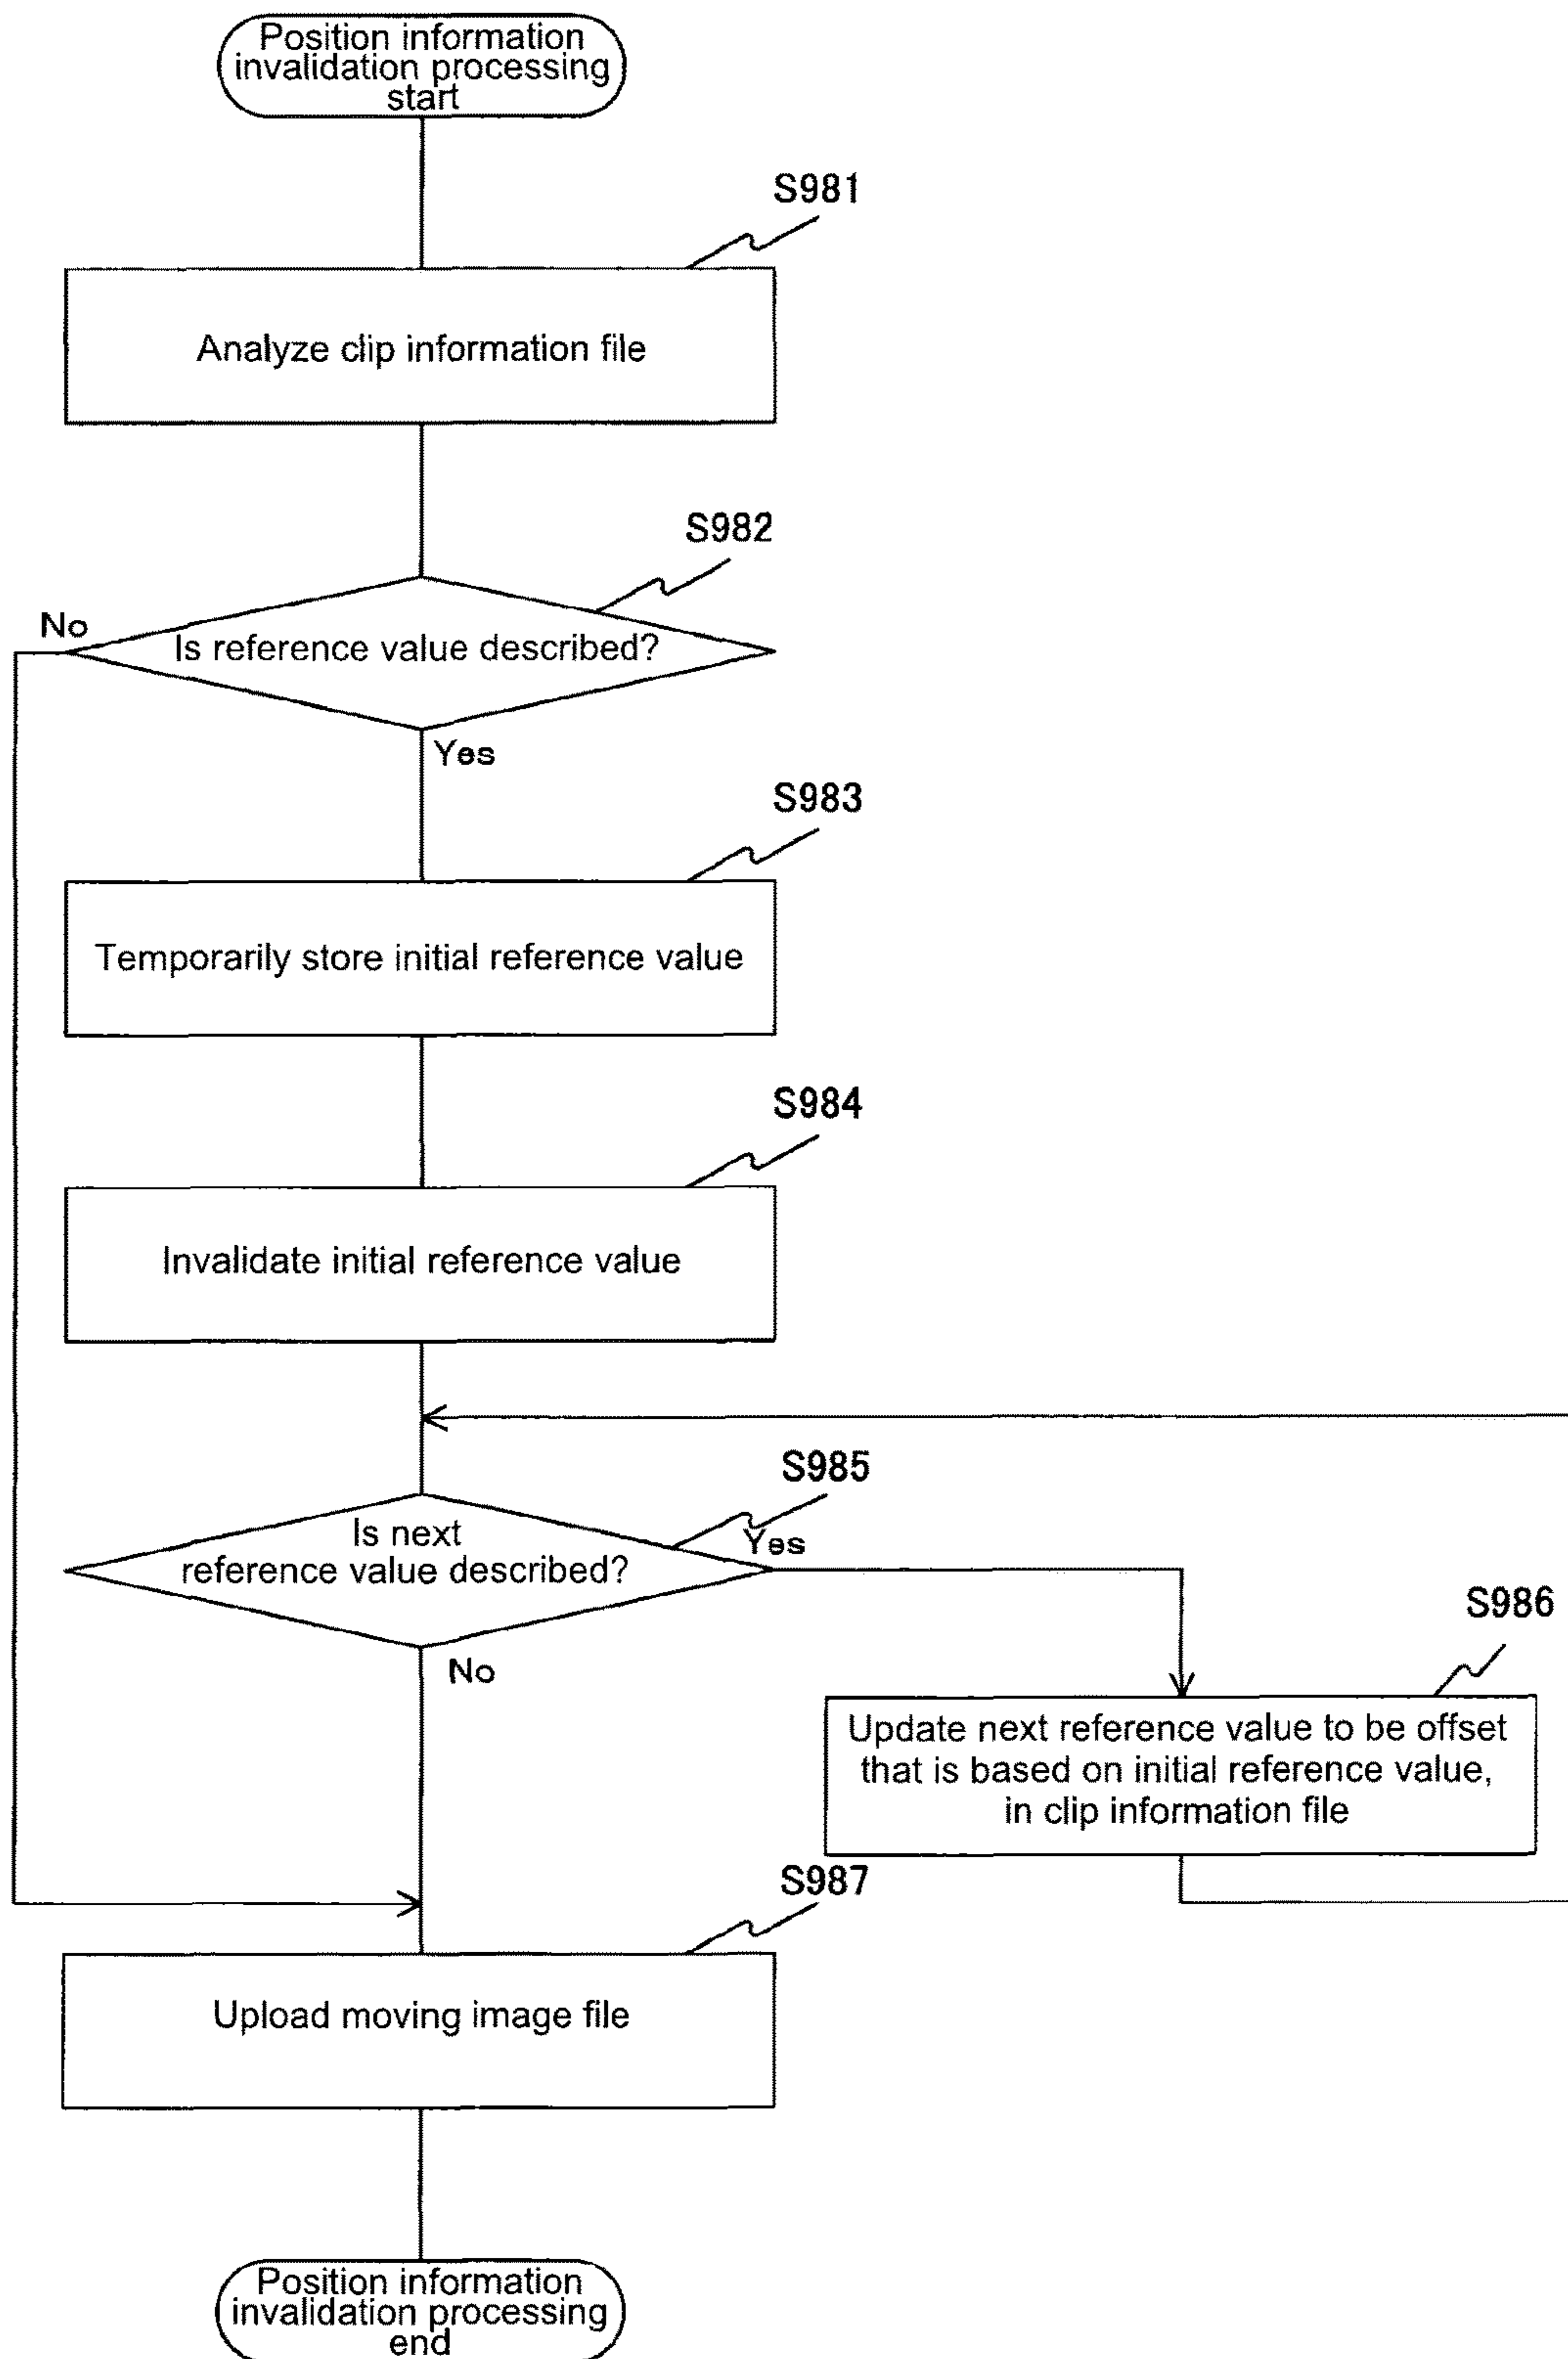 Position information
invalidation processing
start
S981
Analyze clip information file
S982
No
Is reference value described?
Yes
S983
Temporarily store initial reference value
S984
Invalidate initial reference value
S985
Is next
reference value described?
Yes
No
S986
Update next reference value to be offset
that is based on initial reference value,
in clip information file
S987
Upload moving image file
Position information
invalidation processing
end